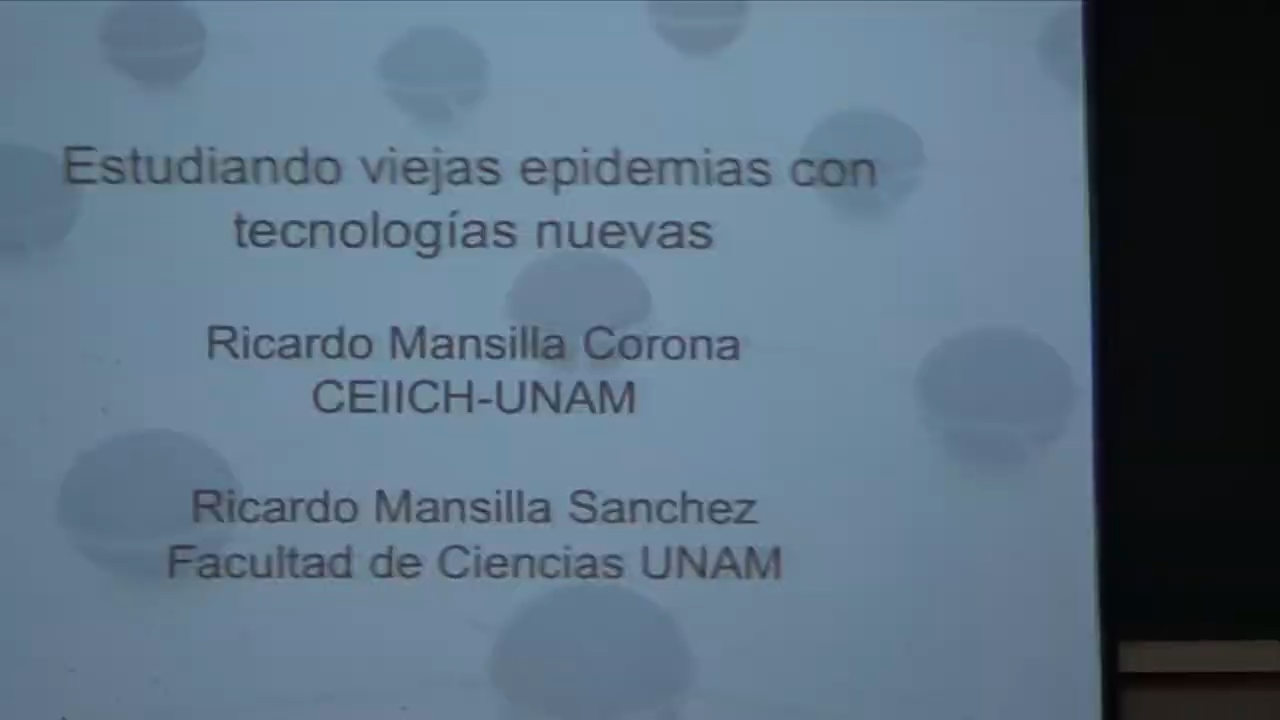 Estudiando viejas epidemias con
tecnologías nuevas
Ricardo Mansilla Corona
CEIICH-UNAM
Ricardo Mansilla Sanchez
Facultad de Ciencias UNAM